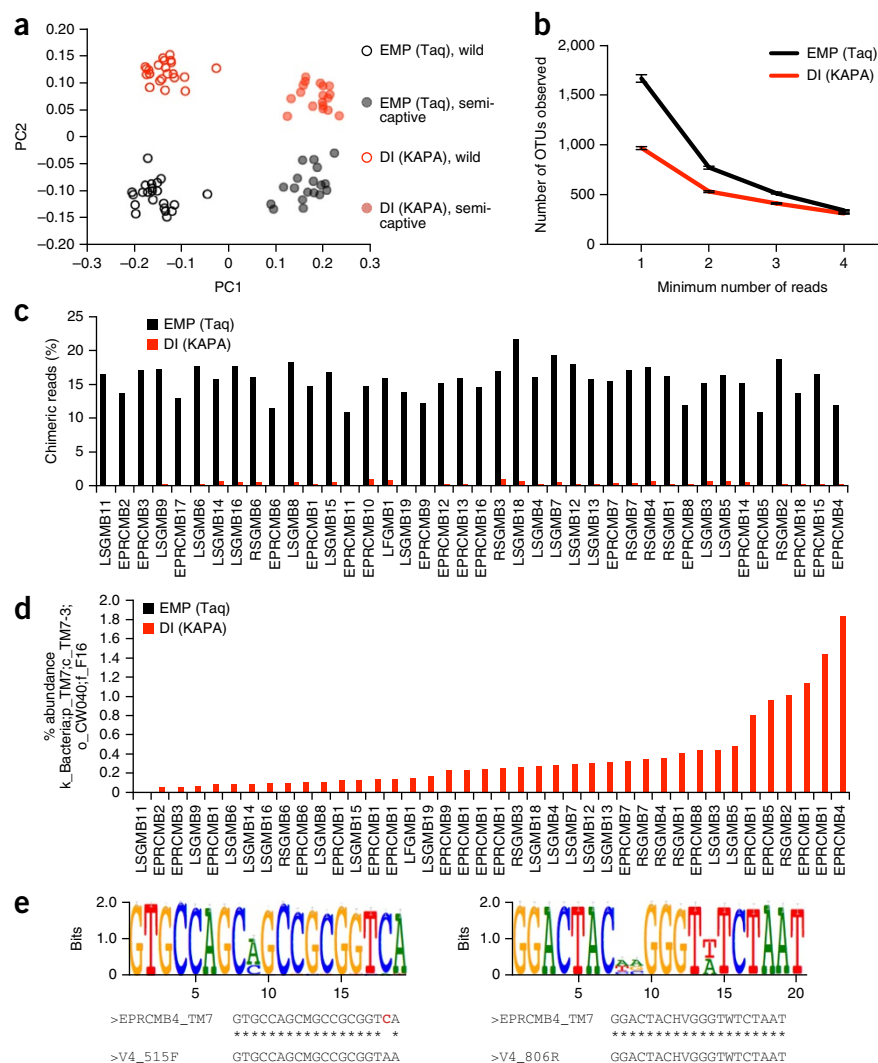 a
0.20
0.15
0.10
0.05
0
−0.05
−0.10
−0.15
−0.20
PC2
−0.3
−0.2
−0.1
0
0.1
0.2
0.3
PC1
EMP (Taq), wild
EMP (Taq), semi-
captive
DI (KAPA), wild
DI (KAPA), semi-
captive
b
2,000
1,500
1,000
500
0
Number of OTUs observed
EMP (Taq)
DI (KAPA)
1
2
3
4
Minimum number of reads
c
25
20
15
10
5
0
Chimeric reads (%)
EMP (Taq)
DI (KAPA)
LSGMB11
EPRCMB2
EPRCMB3
LSGMB9
EPRCMB17
LSGMB6
LSGMB14
LSGMB16
RSGMB6
EPRCMB6
LSGMB8
EPRCMB1
LSGMB15
EPRCMB11
EPRCMB10
LFGMB1
LSGMB19
EPRCMB9
EPRCMB12
EPRCMB13
EPRCMB16
RSGMB3
LSGMB18
LSGMB4
LSGMB7
LSGMB12
LSGMB13
EPRCMB7
RSGMB7
RSGMB4
RSGMB1
EPRCMB8
LSGMB3
LSGMB5
EPRCMB14
EPRCMB5
RSGMB2
EPRCMB18
EPRCMB15
EPRCMB4
d
2.0
1.8
1.6
1.4
1.2
1.0
0.8
0.6
0.4
0.2
0
% abundance
k_Bacteria;p_TM7;c_TM7-3;
o_CW040;f_F16
EMP (Taq)
DI (KAPA)
LSGMB11
EPRCMB2
EPRCMB3
LSGMB9
EPRCMB1
LSGMB6
LSGMB14
LSGMB16
RSGMB6
EPRCMB6
LSGMB8
EPRCMB1
LSGMB15
EPRCMB1
EPRCMB1
LFGMB1
LSGMB19
EPRCMB9
EPRCMB1
EPRCMB1
EPRCMB1
RSGMB3
LSGMB18
LSGMB4
LSGMB7
LSGMB12
LSGMB13
EPRCMB7
RSGMB7
RSGMB4
RSGMB1
EPRCMB8
LSGMB3
LSGMB5
EPRCMB1
EPRCMB5
RSGMB2
EPRCMB1
EPRCMB1
EPRCMB4
e
2.0
1.0
0
Bits
GTGCCAGCAGCCGCGGTCA
C
5
10
15
>EPRCMB4_TM7 GTGCCAGCMGCCGCGGTCA
***************** *
>V4_515F GTGCCAGCMGCCGCGGTAA
2.0
1.0
0
Bits
GGACTAC GGGT TCTAAT
T
A
5
10
15
20
>EPRCMB4_TM7 GGACTACHVGGGTWTCTAAT
********************
>V4_806R GGACTACHVGGGTWTCTAAT